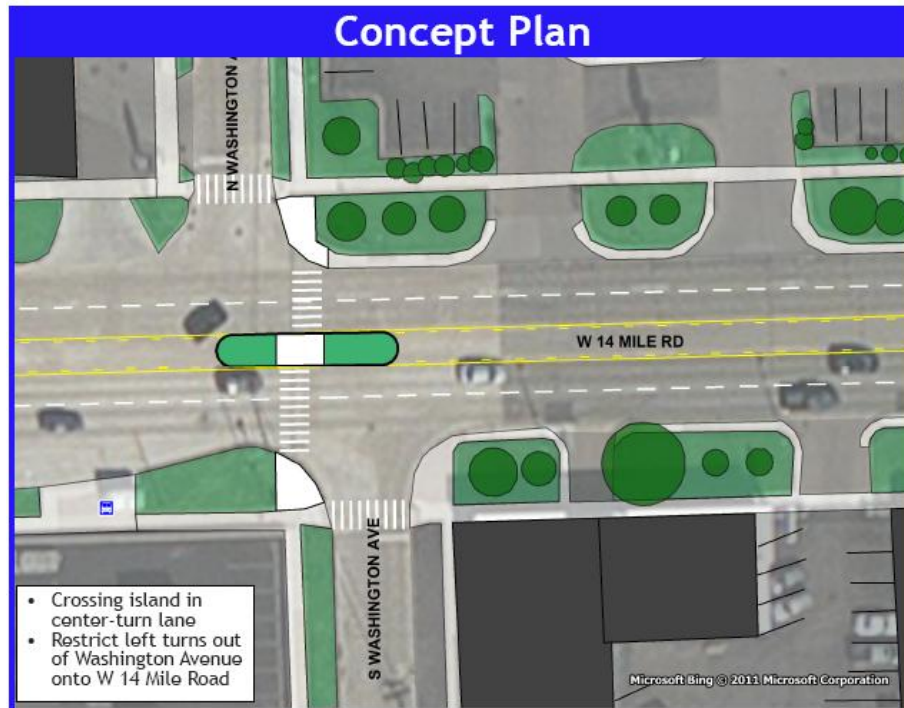 Concept Plan
N WASHINGTON A
W 14 MILE RD
S WASHINGTON AVE
• Crossing island in
center-turn lane
• Restrict left turns out
of Washington Avenue
onto W 14 Mile Road
Microsoft Bing © 2011 Microsoft Corporation